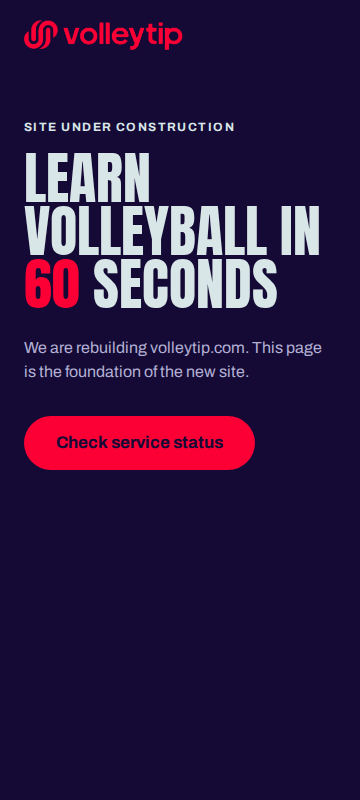 volleytip
SITE UNDER CONSTRUCTION
LEARN
VOLLEYBALL IN
60 SECONDS
We are rebuilding volleytip.com. This page
is the foundation of the new site.
Check service status